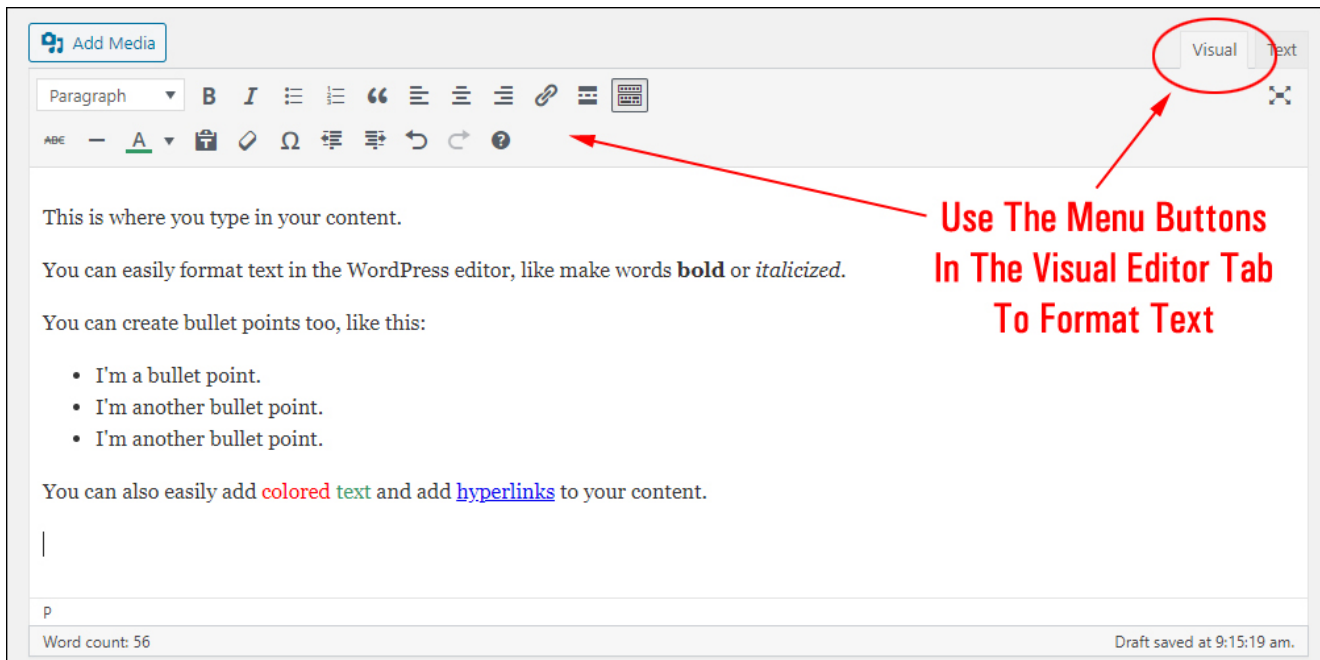 Add Media
Visual Text
Paragraph B I
ABC A T Ω ?
This is where you type in your content.
You can easily format text in the WordPress editor, like make words bold or italicized.
You can create bullet points too, like this:
• I'm a bullet point.
• I'm another bullet point.
• I'm another bullet point.
You can also easily add colored text and add hyperlinks to your content.
Use The Menu Buttons
In The Visual Editor Tab
To Format Text
P
Word count: 56
Draft saved at 9:15:19 am.